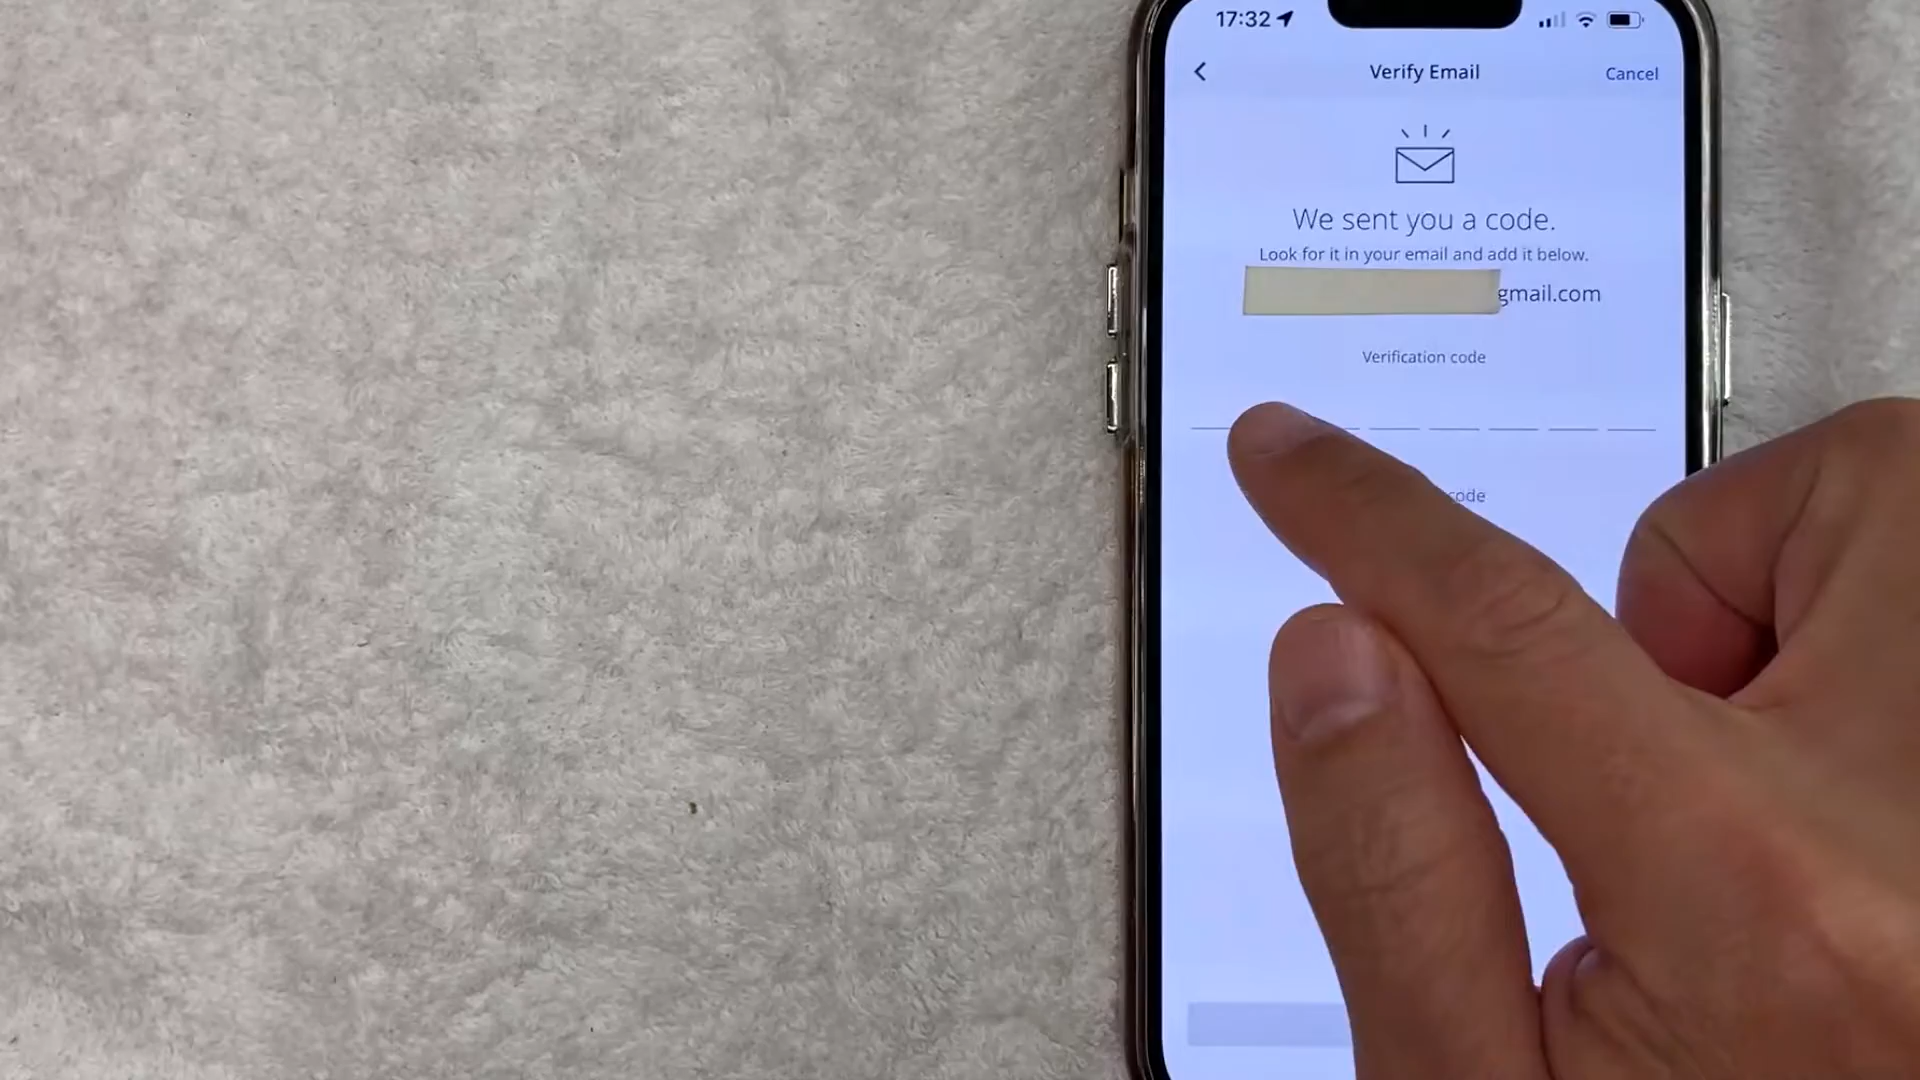 17:32
Verify Email
Cancel
We sent you a code.
Look for it in your email and add it below.
gmail.com
Verification code
code